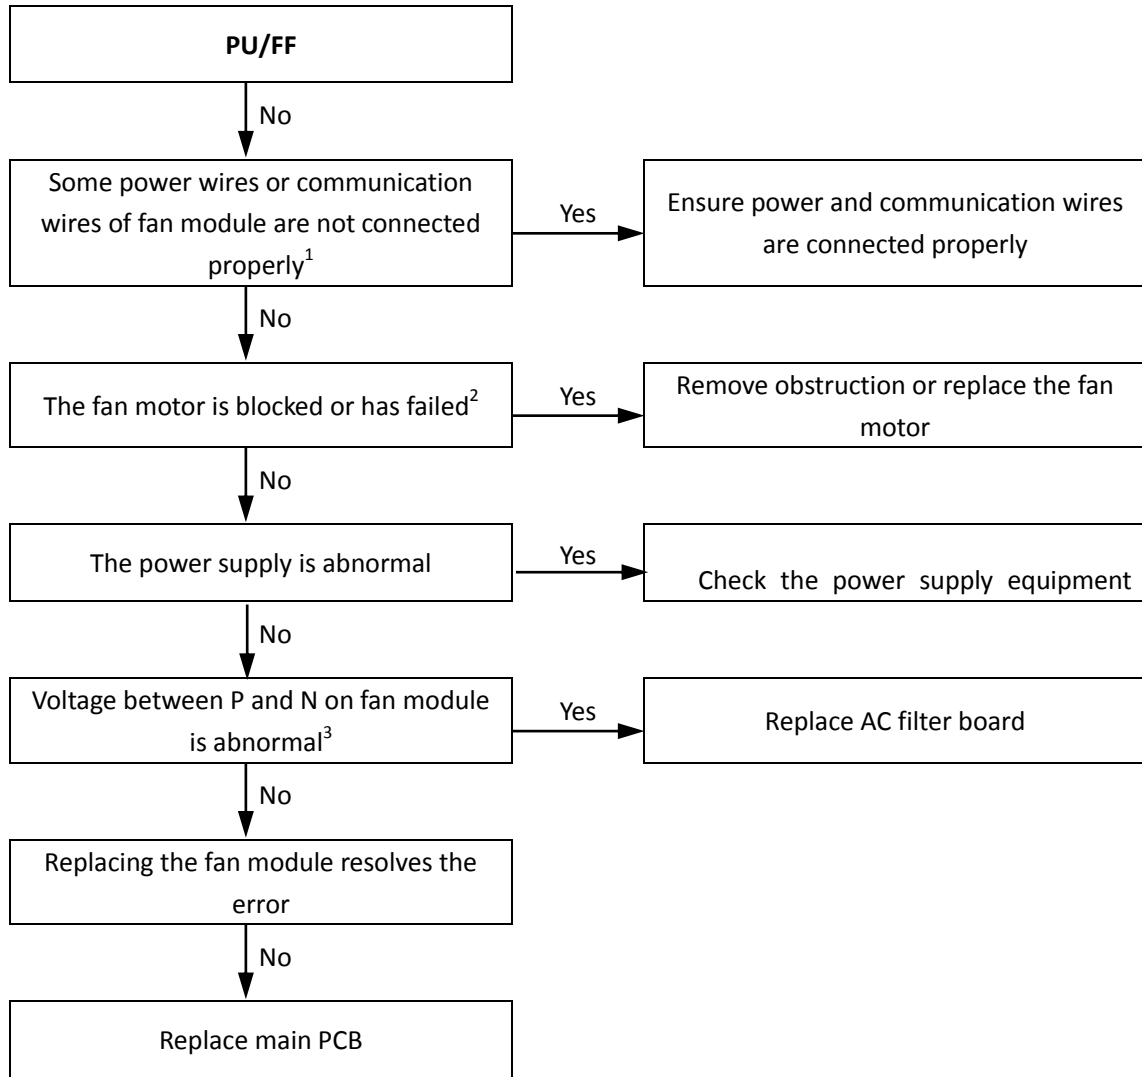 PU/FF
No
Some power wires or communication
wires of fan module are not connected
properly1
Yes
Ensure power and communication wires
are connected properly
No
The fan motor is blocked or has failed2
Yes
Remove obstruction or replace the fan
motor
No
The power supply is abnormal
Yes
Check the power supply equipment
No
Voltage between P and N on fan module
is abnormal3
Yes
Replace AC filter board
No
Replacing the fan module resolves the
error
No
Replace main PCB